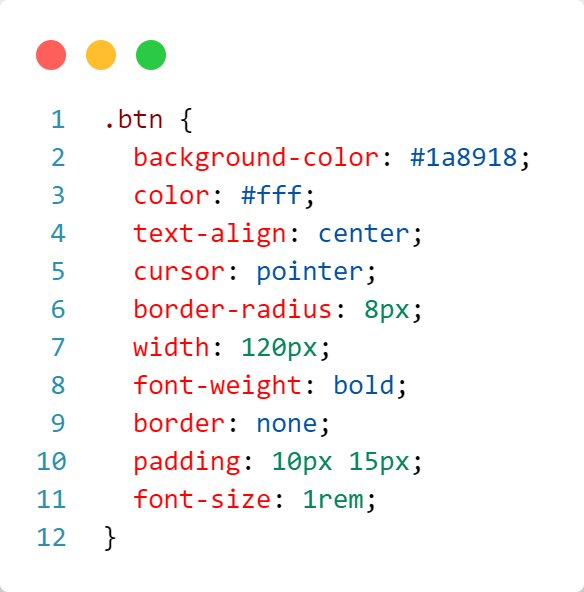 1 .btn {
2   background-color: #1a8918;
3   color: #fff;
4   text-align: center;
5   cursor: pointer;
6   border-radius: 8px;
7   width: 120px;
8   font-weight: bold;
9   border: none;
10   padding: 10px 15px;
11   font-size: 1rem;
12 }